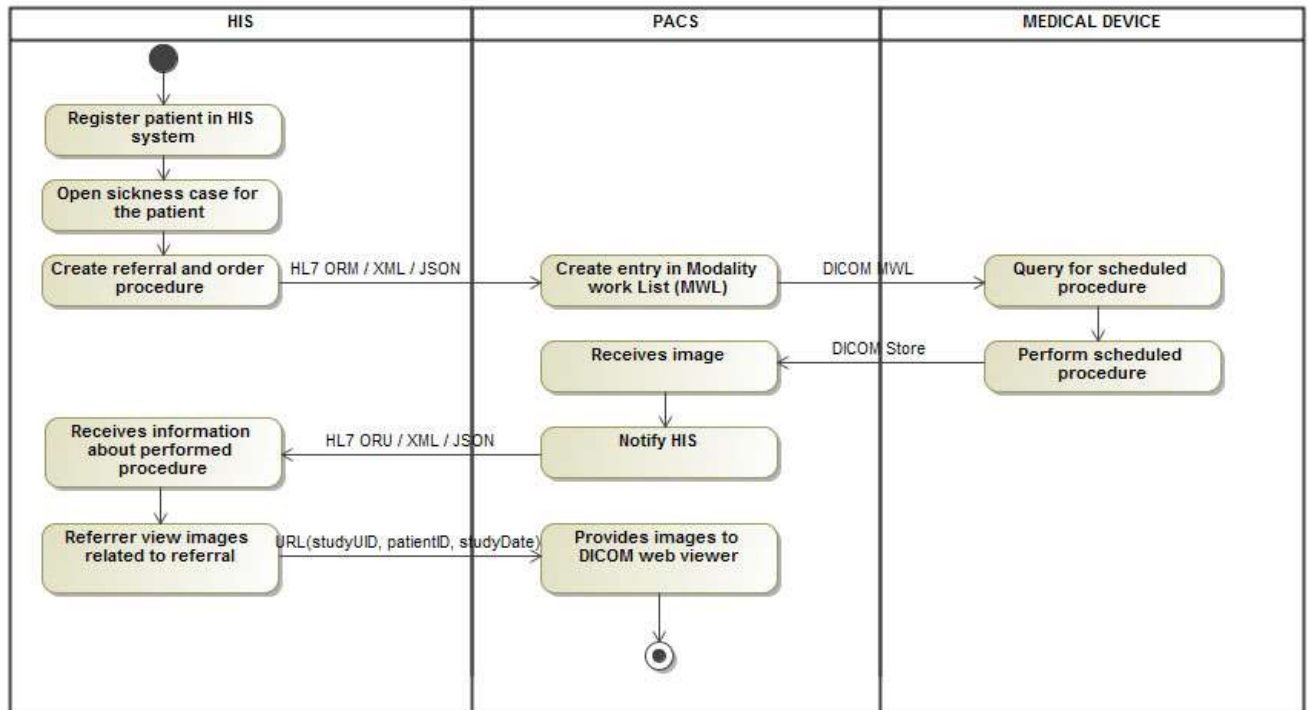 HIS
PACS
MEDICAL DEVICE
Register patient in HIS
system
Open sickness case for
the patient
Create referral and order
procedure
HL7 ORM / XML / JSON
Create entry in Modality
work List (MWL)
DICOM MWL
Query for scheduled
procedure
Receives image
DICOM Store
Perform scheduled
procedure
Receives information
about performed
procedure
HL7 ORU / XML / JSON
Notify HIS
Referrer view images
related to referral
URL(studyUID, patientID, studyDate)
Provides images to
DICOM web viewer